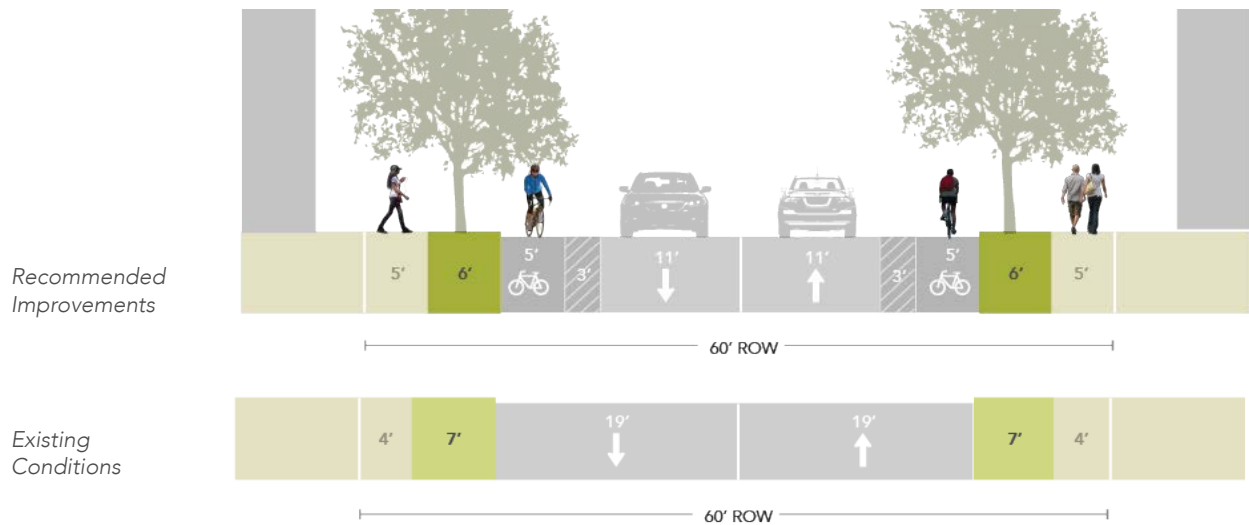 Recommended
Improvements
5'
6'
5'
3'
11'
11'
3'
5'
6'
5'
60' ROW
Existing
Conditions
4'
7'
19'
19'
7'
4'
60' ROW